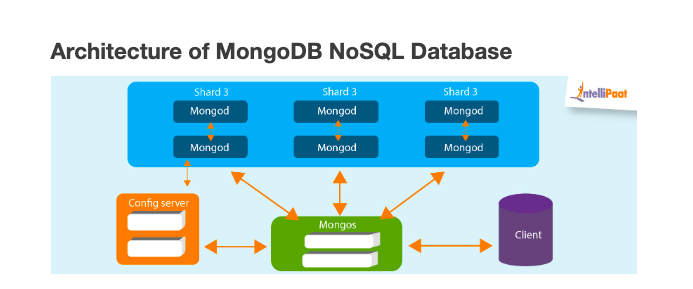 Architecture of MongoDB NoSQL Database
IntelliPaat
Shard 3 Shard 3 Shard 3
Mongod Mongod Mongod
Mongod Mongod Mongod
Config server
Mongos
Client